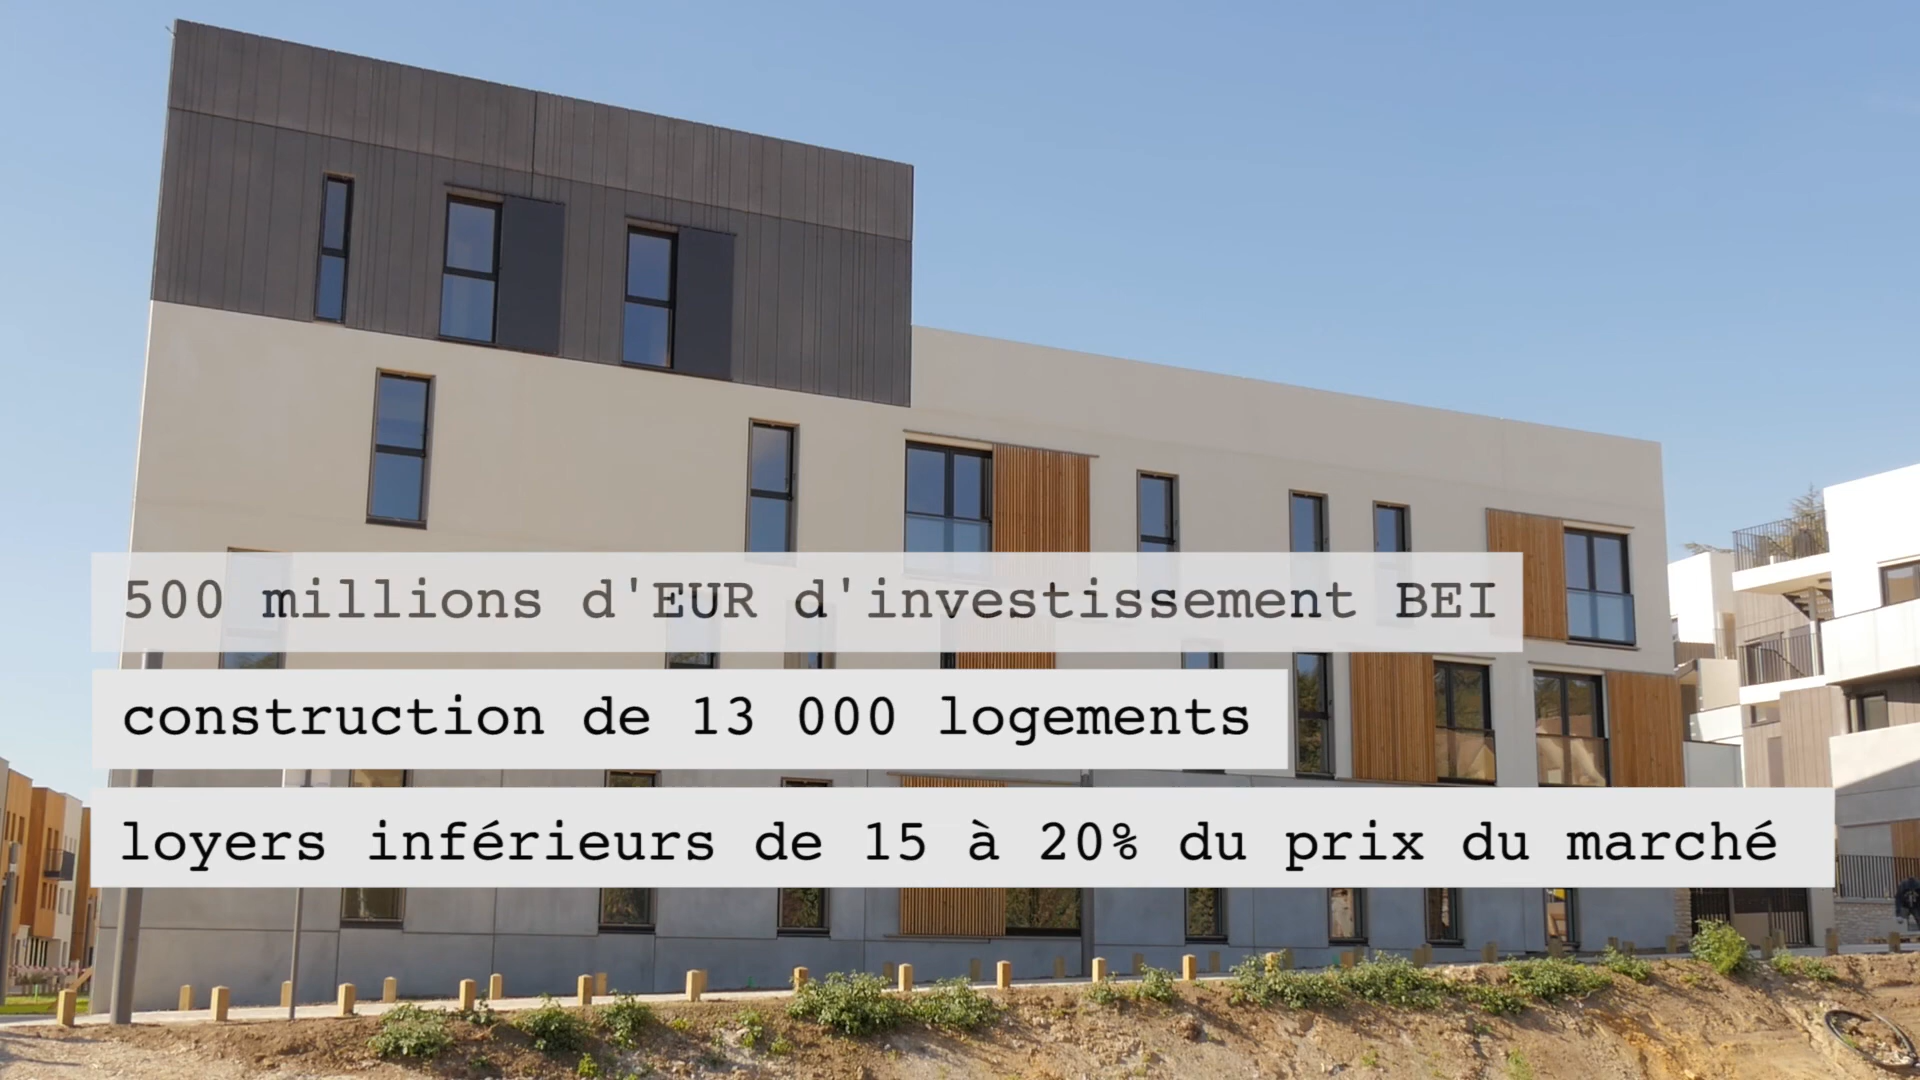 500 millions d'EUR d'investissement BEI
construction de 13 000 logements
loyers inférieurs de 15 à 20% du prix du marché